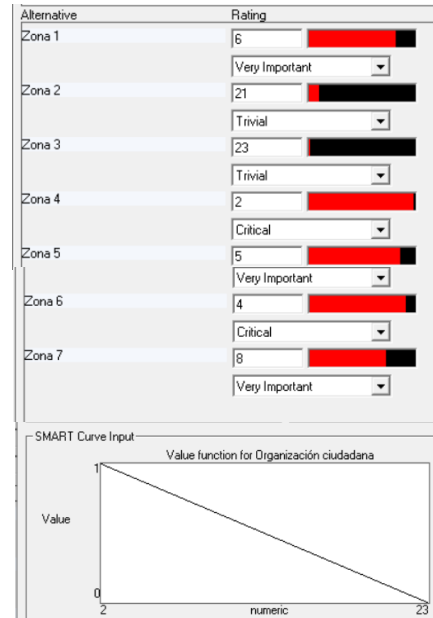 Alternative Rating
Zona 1 6
Very Important
Zona 2 21
Trivial
Zona 3 23
Trivial
Zona 4 2
Critical
Zona 5 5
Very Important
Zona 6 4
Critical
Zona 7 8
Very Important
SMART Curve Input
Value function for Organización ciudadana
1
Value
0
2 numeric 23